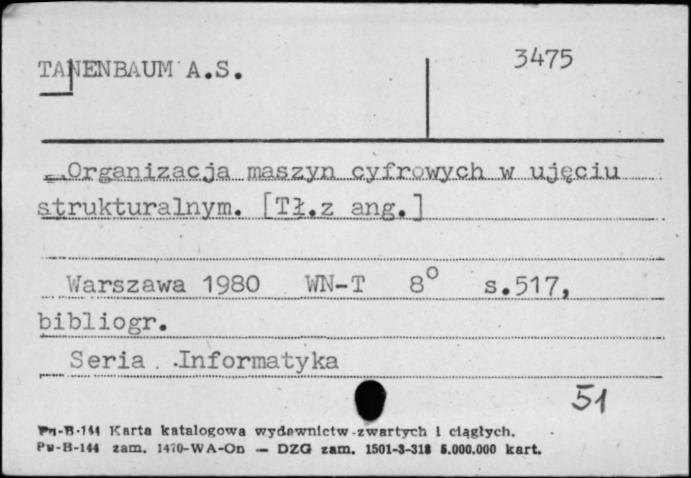 TANENBAUM A.S.
3475
Organizacja maszyn cyfrowych w ujęciu
strukturalnym. [Tł.z ang.]
Warszawa 1980 WN-T 8° s.517,
bibliogr.
Seria Informatyka
51
Pu-B-144 Karta katalogowa wydawnictw zwartych i ciągłych.
Pu-B-144 zam. 1470-WA-On — DZG zam. 1501-3-318 5.000.000 kart.